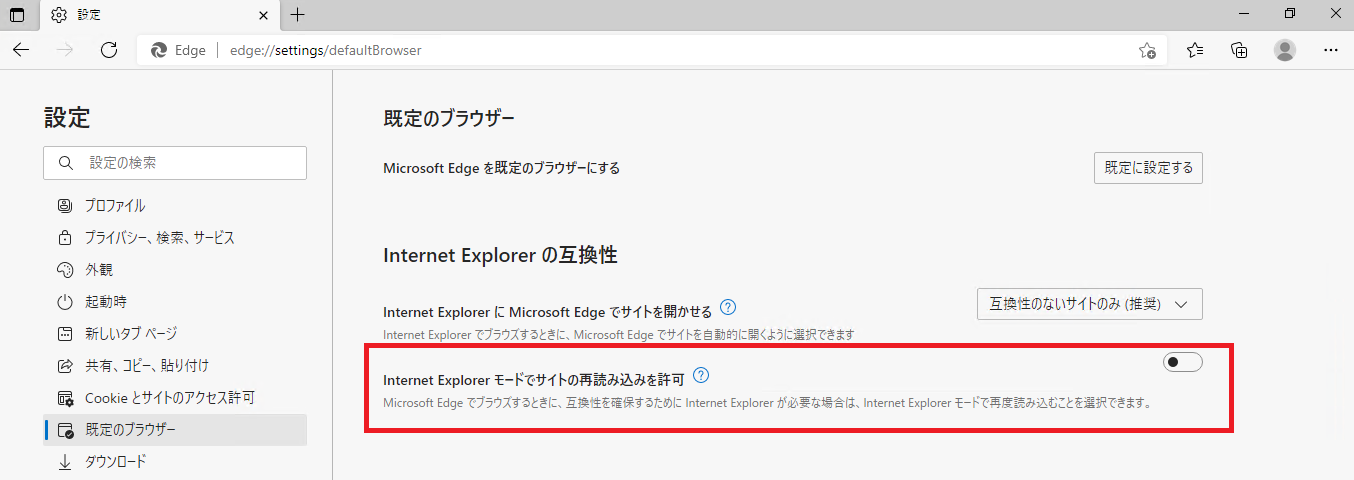 設定
Edge
edge://settings/defaultBrowser
設定
設定の検索
プロファイル
プライバシー、検索、サービス
外観
起動時
新しいタブ ページ
共有、コピー、貼り付け
Cookie とサイトのアクセス許可
既定のブラウザー
ダウンロード
既定のブラウザー
Microsoft Edge を既定のブラウザーにする
既定に設定する
Internet Explorer の互換性
Internet Explorer に Microsoft Edge でサイトを開かせる
互換性のないサイトのみ (推奨)
Internet Explorer でブラウズするときに、Microsoft Edge でサイトを自動的に開くように選択できます
Internet Explorer モードでサイトの再読み込みを許可
Microsoft Edge でブラウズするときに、互換性を確保するために Internet Explorer が必要な場合は、Internet Explorer モードで再度読み込むことを選択できます。